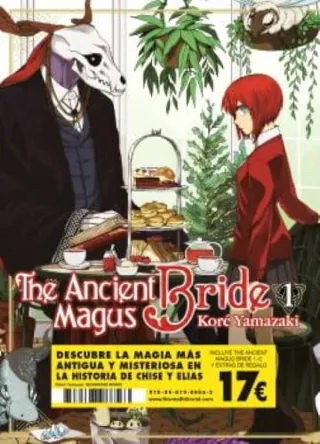 The Ancient
Magus Bride 1
Koré Yamazaki
DESCUBRE LA MAGIA MÁS
ANTIGUA Y MISTERIOSA EN
LA HISTORIA DE CHISE Y ELIAS
INCLUYE THE ANCIENT
MAGUS BRIDE 1-2
Y EXTRAS DE REGALO
17€